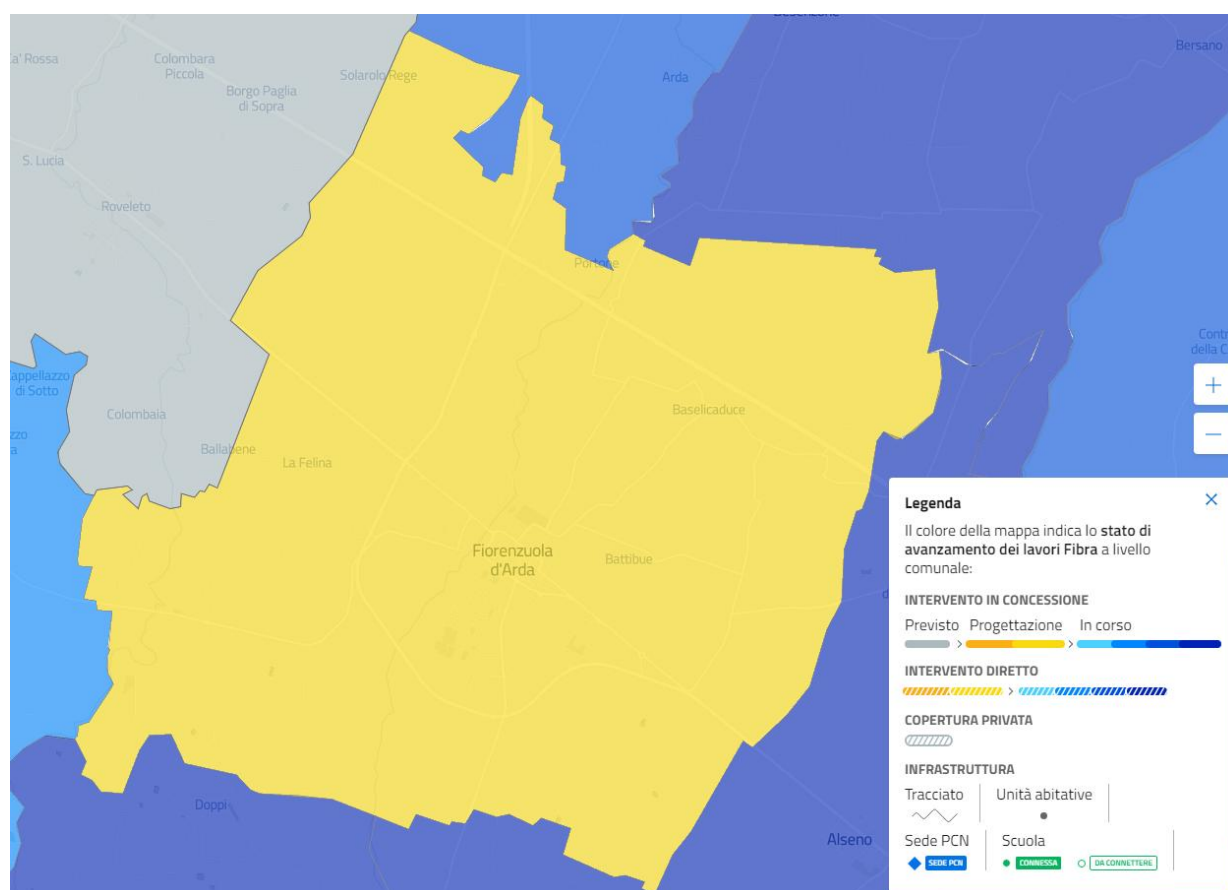 Besenzone
Bersano
Ca' Rossa
Colombara
Piccola
Solarolo Rege
Arda
Borgo Paglia
di Sopra
S. Lucia
Roveleto
Portone
Cont
della C
Cappellazzo
di Sotto
Colombaia
Baselicaduce
Ballabene
La Felina
Fiorenzuola
d'Arda
Battibue
Doppi
Alseno
+
−
Legenda
Il colore della mappa indica lo stato di
avanzamento dei lavori Fibra a livello
comunale:
INTERVENTO IN CONCESSIONE
Previsto Progettazione In corso
INTERVENTO DIRETTO
COPERTURA PRIVATA
INFRASTRUTTURA
Tracciato Unità abitative
Sede PCN Scuola
SEDE PCN CONNESSA DA CONNETTERE